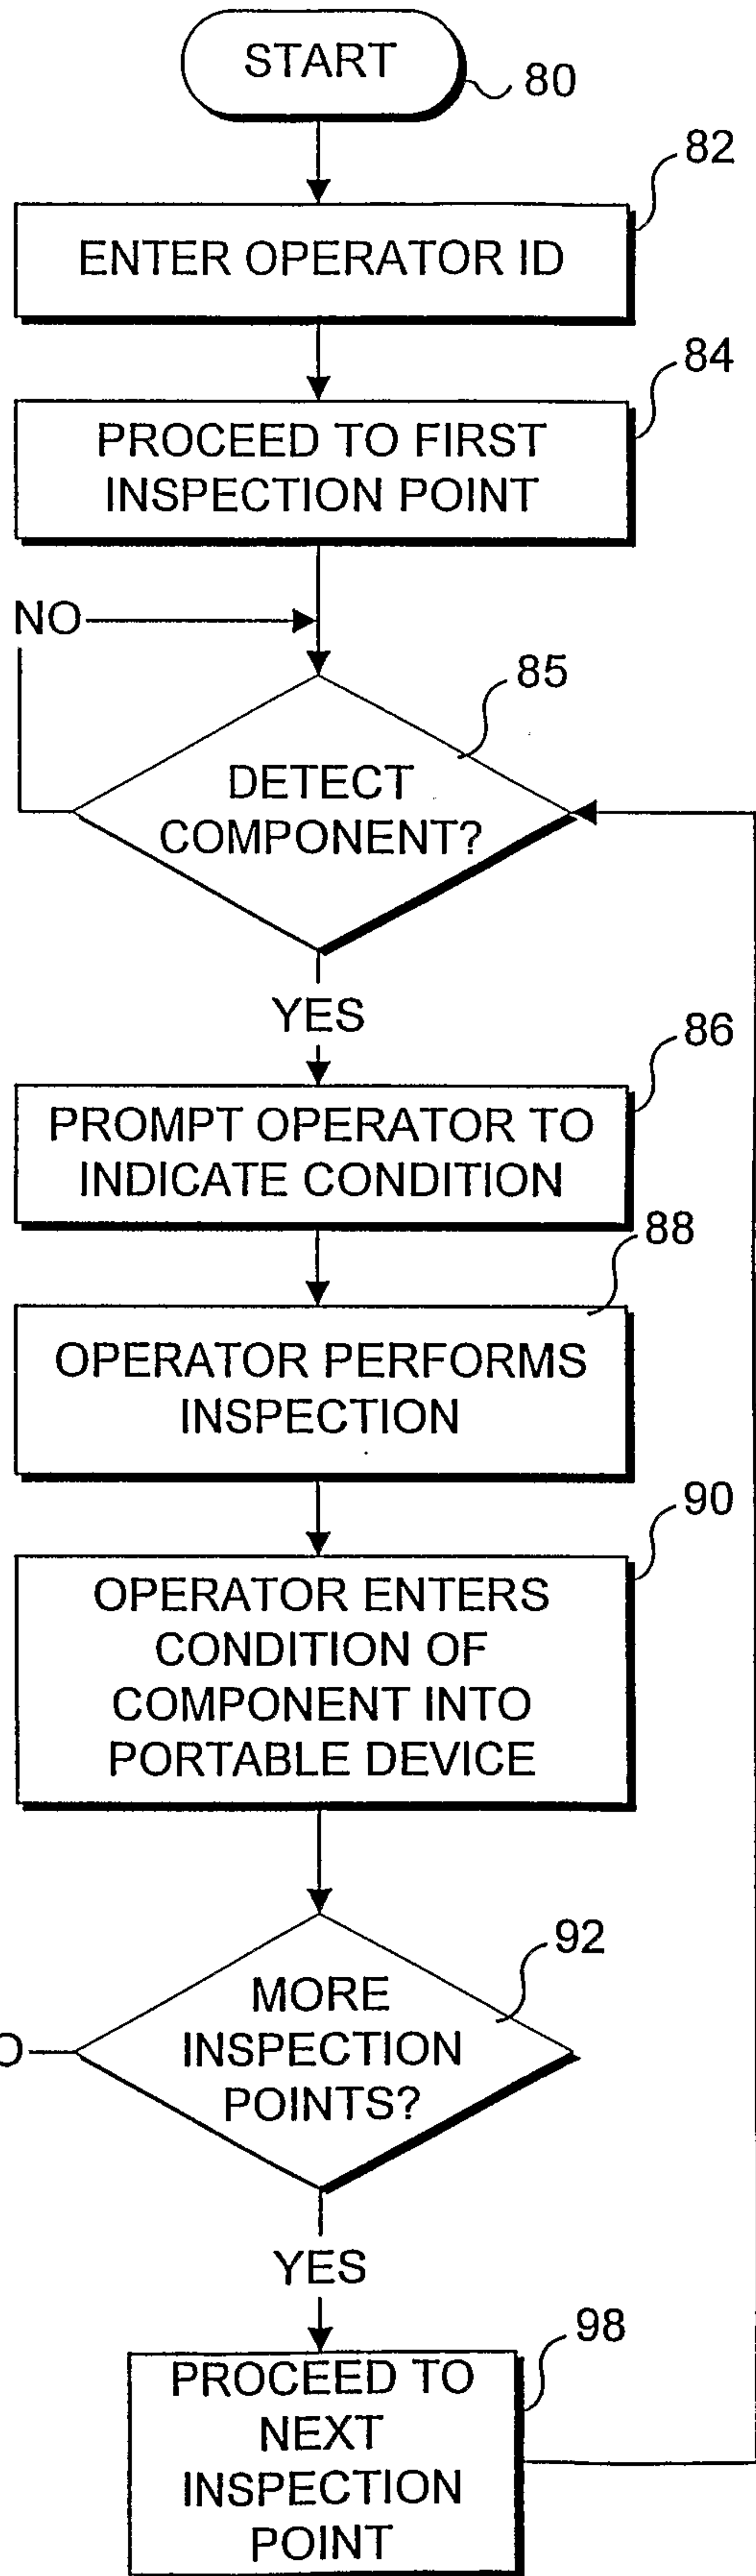 START
80
82
ENTER OPERATOR ID
84
PROCEED TO FIRST
INSPECTION POINT
NO
85
DETECT
COMPONENT?
YES
86
PROMPT OPERATOR TO
INDICATE CONDITION
88
OPERATOR PERFORMS
INSPECTION
90
OPERATOR ENTERS
CONDITION OF
COMPONENT INTO
PORTABLE DEVICE
92
MORE
INSPECTION
POINTS?
YES
98
PROCEED TO
NEXT
INSPECTION
POINT